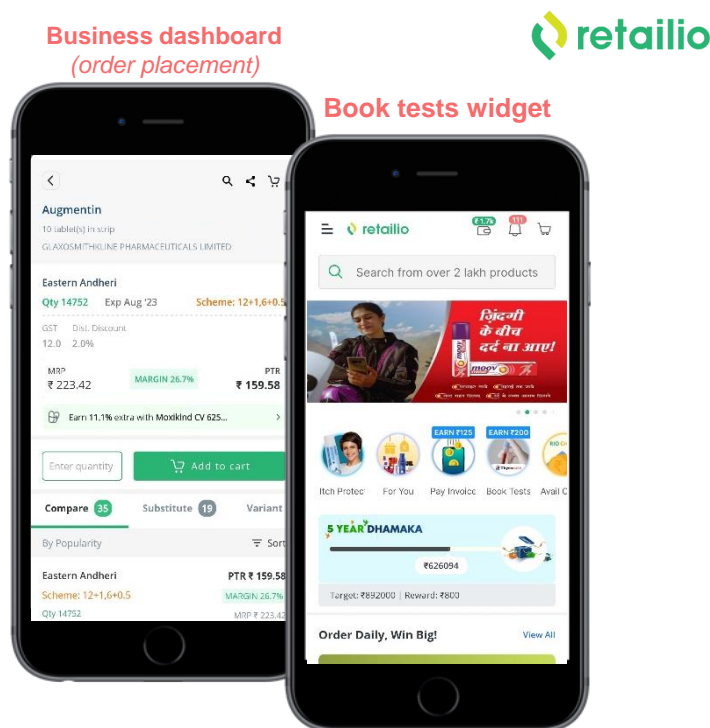 retailio
Business dashboard
(order placement)
Augmentin
10 tablet(s) in strip
GLAXOSMITHKLINE PHARMACEUTICALS LIMITED
Eastern Andheri
Qty 14752 Exp Aug '23 Scheme: 12+1,6+0.5
GST Dist. Discount
12.0 2.0%
MRP PTR
₹ 223.42 MARGIN 26.7% ₹ 159.58
Earn 11.1% extra with Moxikind CV 625...
Enter quantity Add to cart
Compare 35 Substitute 19 Variant
By Popularity Sort
Eastern Andheri PTR ₹ 159.58
Scheme: 12+1,6+0.5 MARGIN 26.7%
Qty 14752 MRP ₹ 223.42
Book tests widget
retailio ₹1.7k 111
Search from over 2 lakh products
ज़िंदगी
के बीच
दर्द ना आए!
moov
EARN ₹125 EARN ₹200
Itch Protect For You Pay Invoice Book Tests Avail
5 YEAR DHAMAKA
₹626094
Target: ₹892000 | Reward: ₹800
Order Daily, Win Big! View All